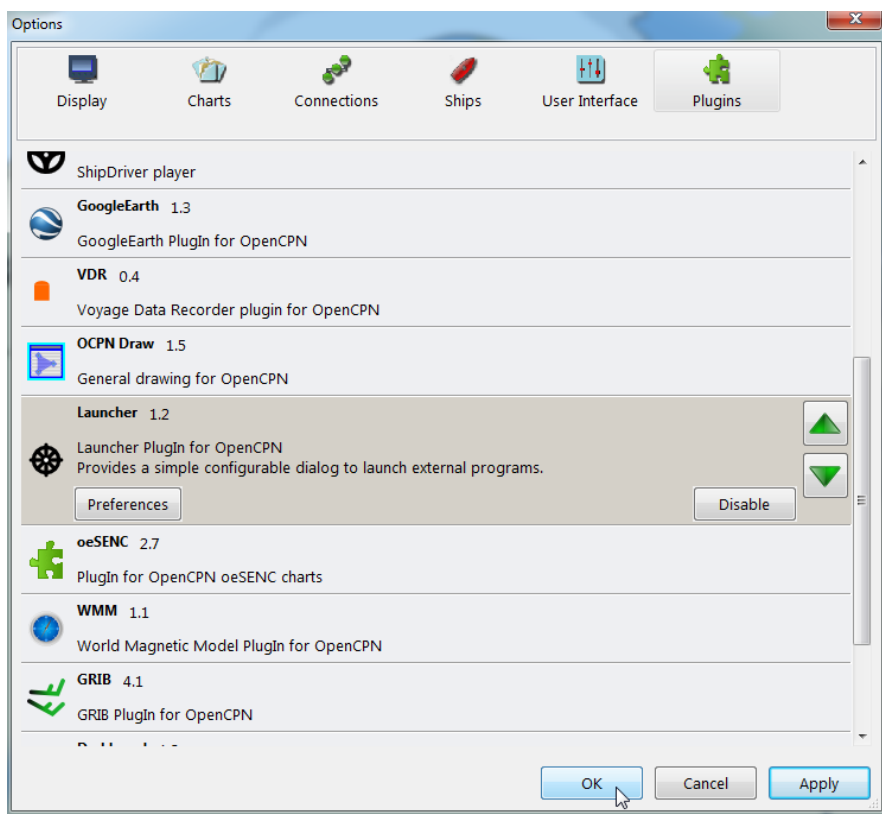 Options
Display
Charts
Connections
Ships
User Interface
Plugins
ShipDriver player
GoogleEarth 1.3
GoogleEarth PlugIn for OpenCPN
VDR 0.4
Voyage Data Recorder plugin for OpenCPN
OCPN Draw 1.5
General drawing for OpenCPN
Launcher 1.2
Launcher PlugIn for OpenCPN
Provides a simple configurable dialog to launch external programs.
Preferences
Disable
oeSENC 2.7
PlugIn for OpenCPN oeSENC charts
WMM 1.1
World Magnetic Model PlugIn for OpenCPN
GRIB 4.1
GRIB PlugIn for OpenCPN
OK
Cancel
Apply